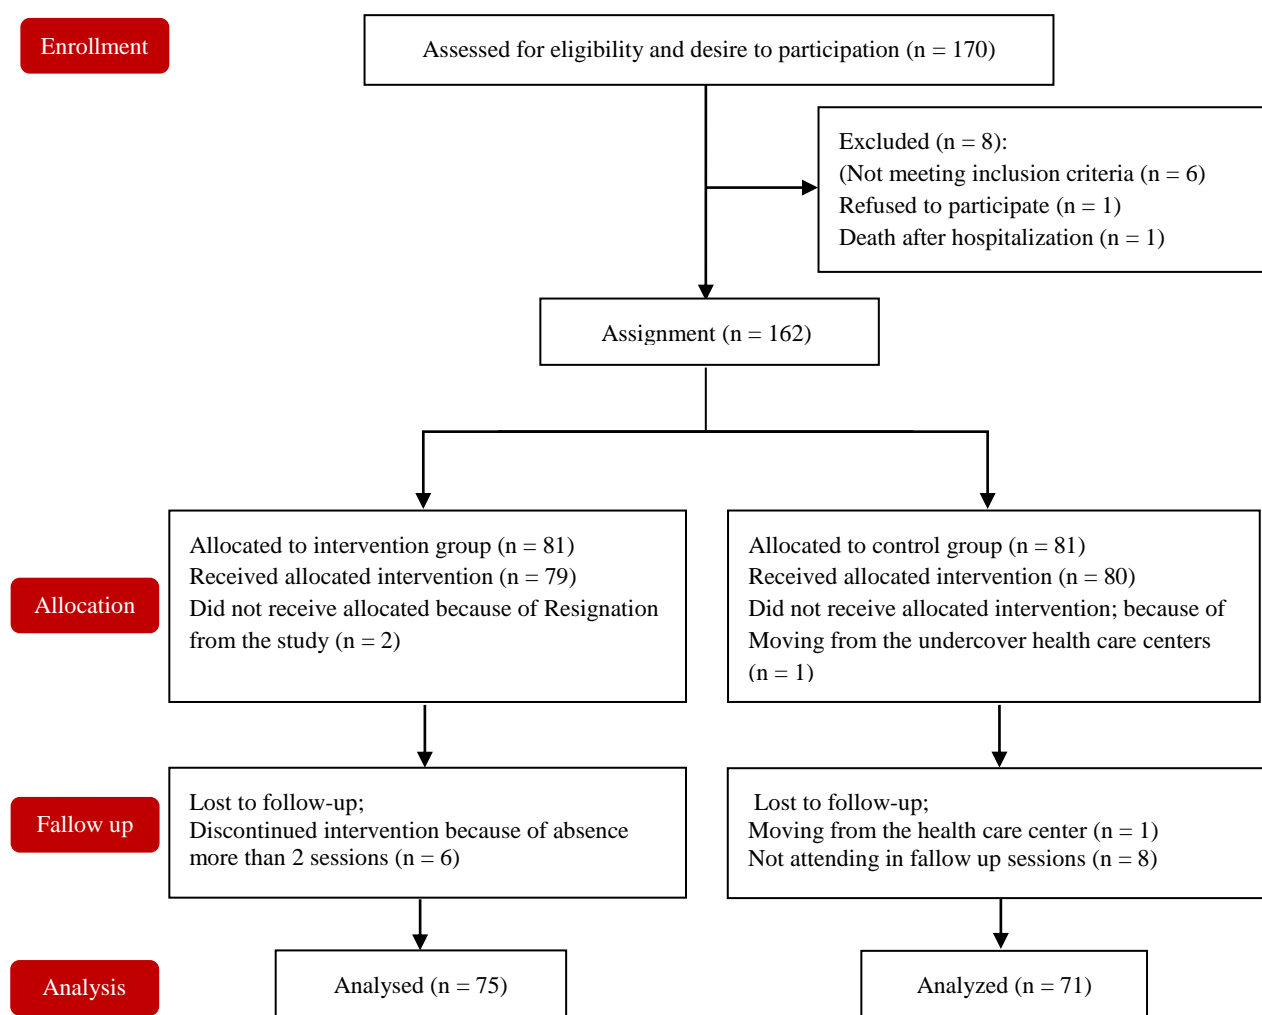 Enrollment
Assessed for eligibility and desire to participation (n = 170)
Excluded (n = 8):
(Not meeting inclusion criteria (n = 6)
Refused to participate (n = 1)
Death after hospitalization (n = 1)
Assignment (n = 162)
Allocation
Allocated to intervention group (n = 81)
Received allocated intervention (n = 79)
Did not receive allocated because of Resignation
from the study (n = 2)
Allocated to control group (n = 81)
Received allocated intervention (n = 80)
Did not receive allocated intervention; because of
Moving from the undercover health care centers
(n = 1)
Fallow up
Lost to follow-up;
Discontinued intervention because of absence
more than 2 sessions (n = 6)
Lost to follow-up;
Moving from the health care center (n = 1)
Not attending in fallow up sessions (n = 8)
Analysis
Analysed (n = 75)
Analyzed (n = 71)